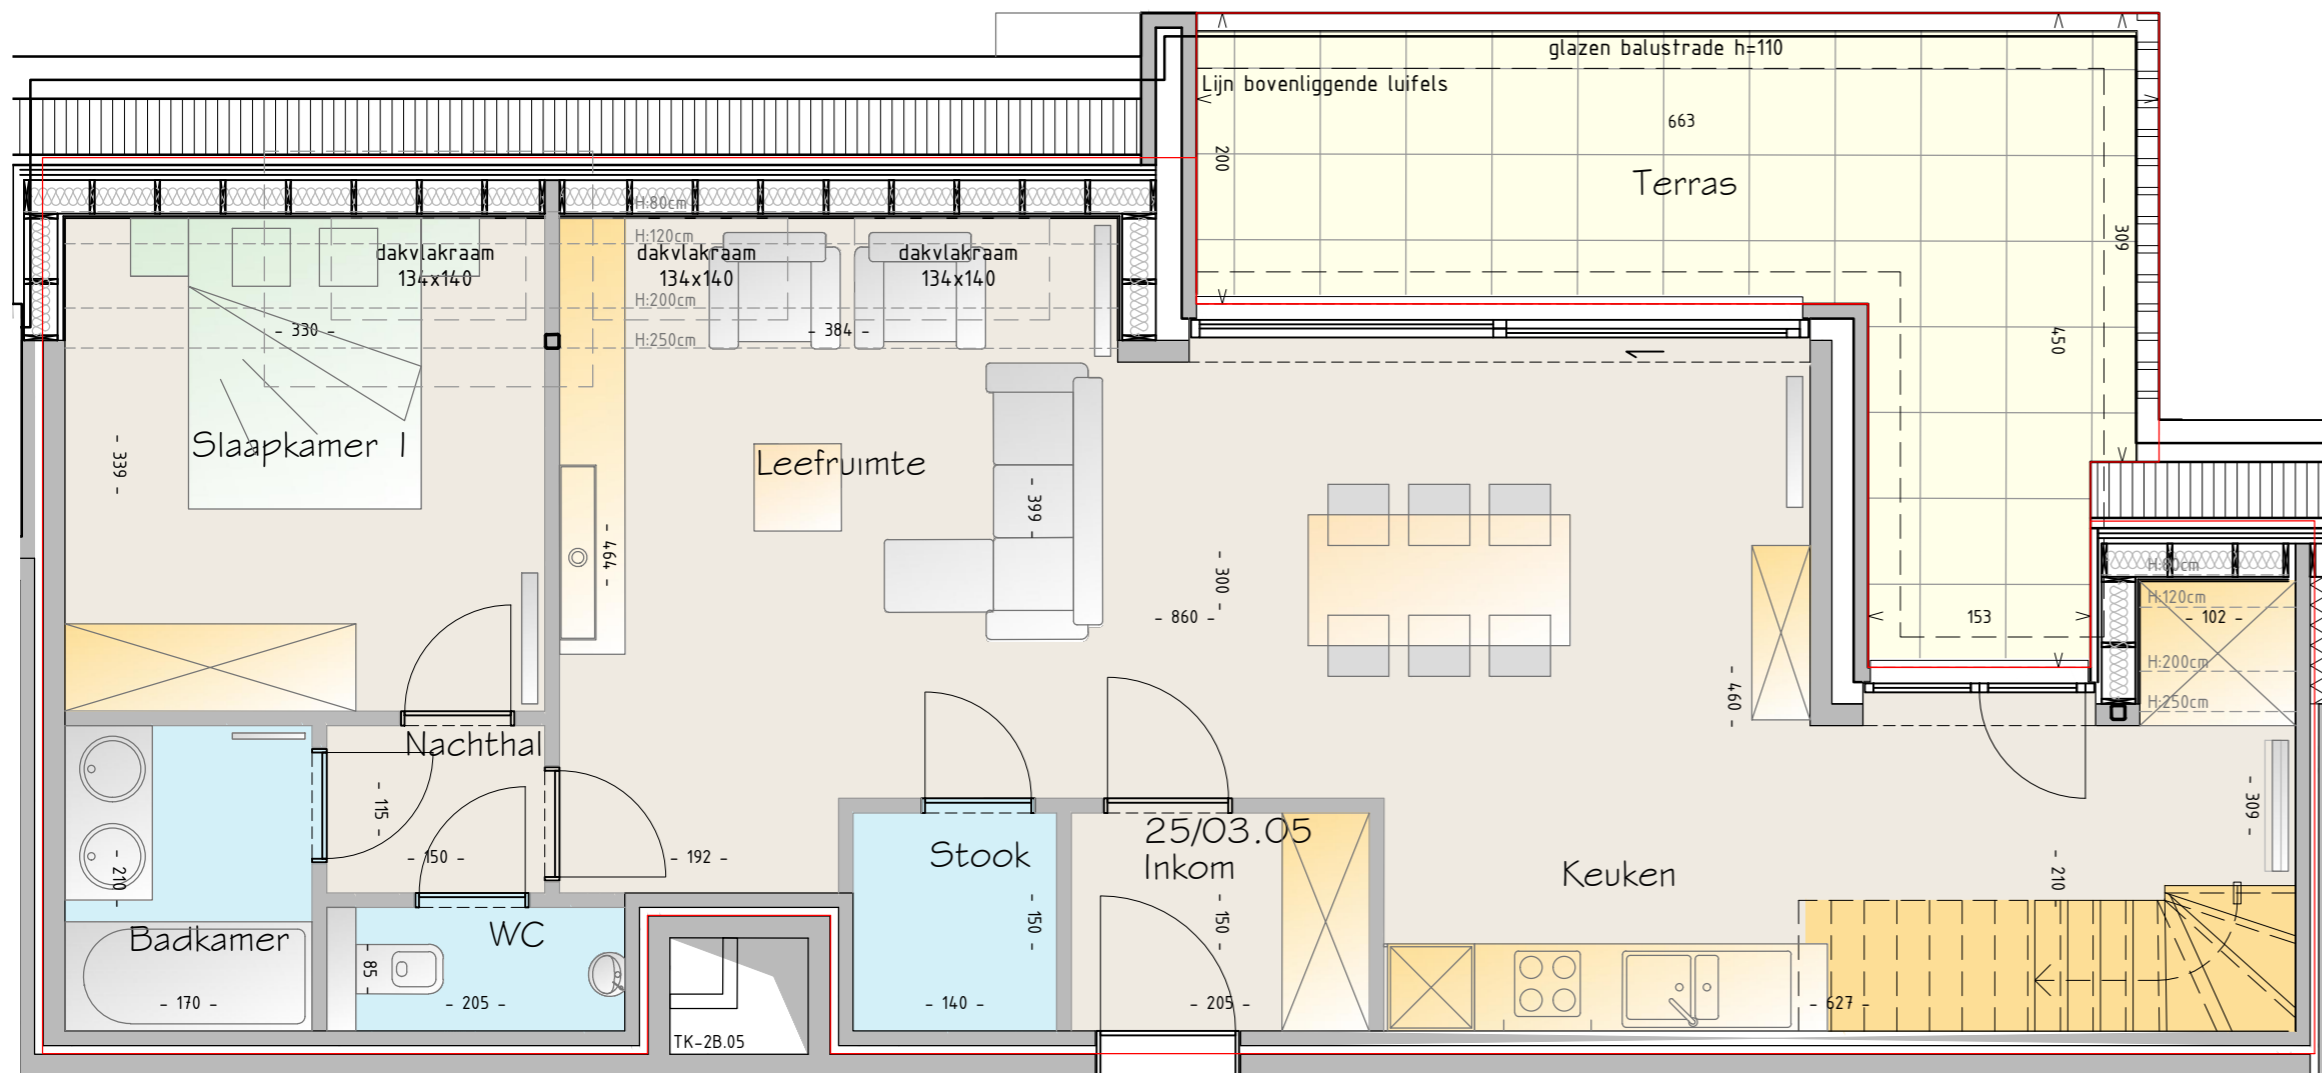 glazen balustrade h=110
Lijn bovenliggende luifels
663
200
Terras
309
450
H:80cm
H:120cm
dakvlakraam
134x140
dakvlakraam
134x140
dakvlakraam
134x140
H:200cm
- 330 -
- 384 -
H:250cm
Slaapkamer 1
- 339 -
Leefruimte
- 399 -
- 464 -
- 300 -
- 860 -
153
H:80cm
H:120cm
- 102 -
H:200cm
H:250cm
- 460 -
Nachthal
- 115 -
- 150 -
- 192 -
- 210 -
Stook
25/03.05
Inkom
Keuken
- 309 -
- 210 -
Badkamer
WC
- 85 -
- 170 -
- 205 -
- 150 -
- 140 -
- 150 -
- 205 -
- 627 -
TK-2B.05